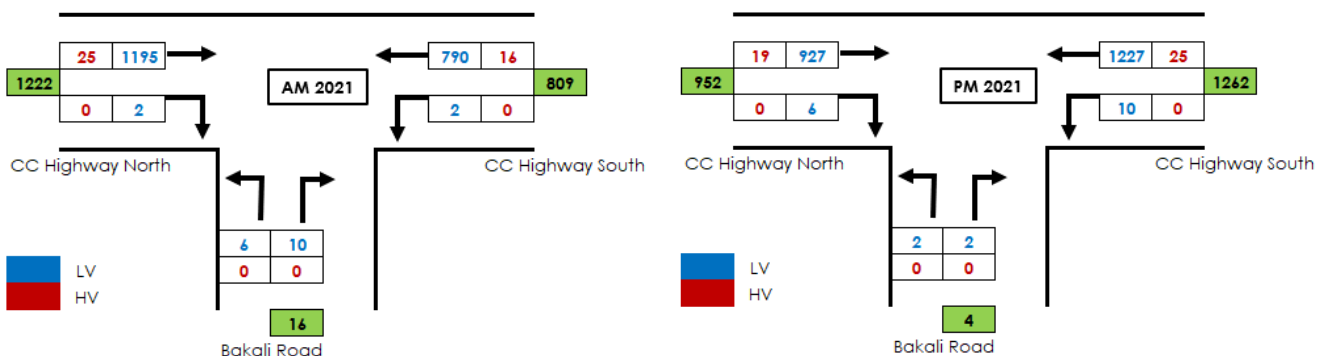 25 1195
790 16
1222
AM 2021
809
0 2
2 0
CC Highway North
CC Highway South
6 10
0 0
LV
HV
16
Bakali Road
19 927
1227 25
952
PM 2021
1262
0 6
10 0
CC Highway North
CC Highway South
2 2
0 0
LV
HV
4
Bakali Road